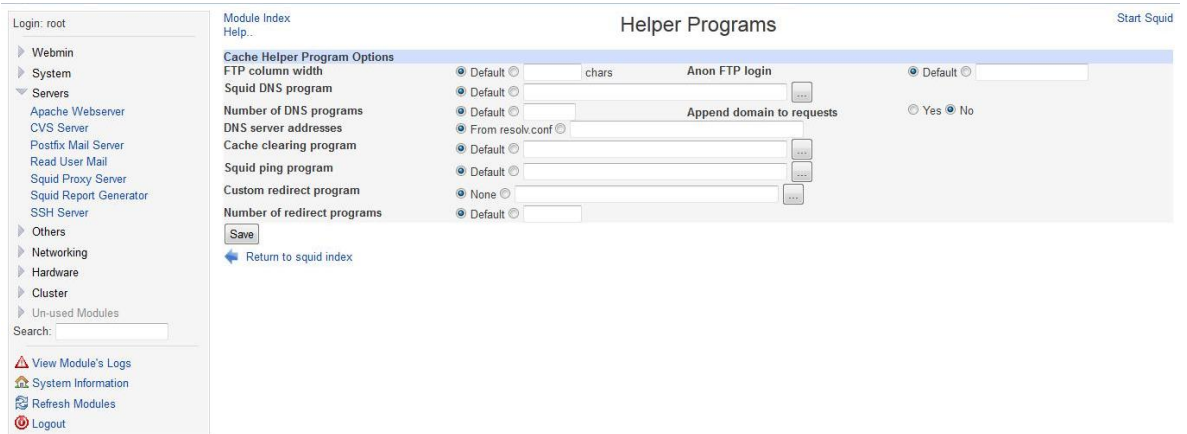 Login: root
Webmin
System
Servers
Apache Webserver
CVS Server
Postfix Mail Server
Read User Mail
Squid Proxy Server
Squid Report Generator
SSH Server
Others
Networking
Hardware
Cluster
Un-used Modules
Search:
View Module's Logs
System Information
Refresh Modules
Logout
Module Index
Help..
Helper Programs
Start Squid
Cache Helper Program Options
FTP column width Default chars Anon FTP login Default
Squid DNS program Default ...
Number of DNS programs Default Append domain to requests Yes No
DNS server addresses From resolv.conf
Cache clearing program Default ...
Squid ping program Default ...
Custom redirect program None ...
Number of redirect programs Default
Save
Return to squid index